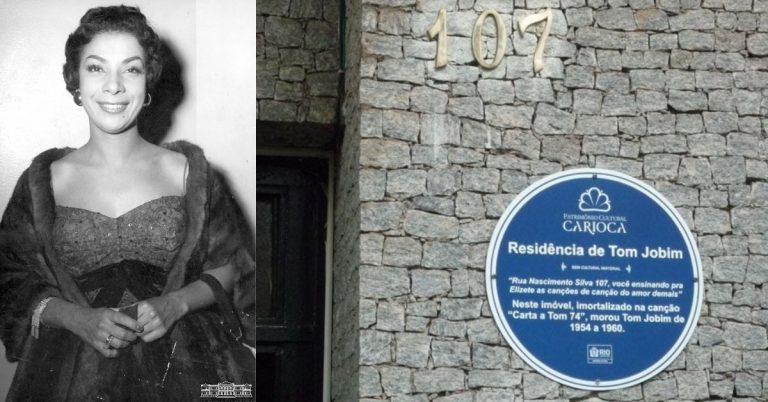 107
PATRIMÔNIO CULTURAL
CARIOCA
Residência de Tom Jobim
BEM CULTURAL IMATERIAL
"Rua Nascimento Silva 107, você ensinando pra
Elizete as canções de canção do amor demais"
Neste imóvel, imortalizado na canção
"Carta a Tom 74", morou Tom Jobim de
1954 a 1960.
RIO